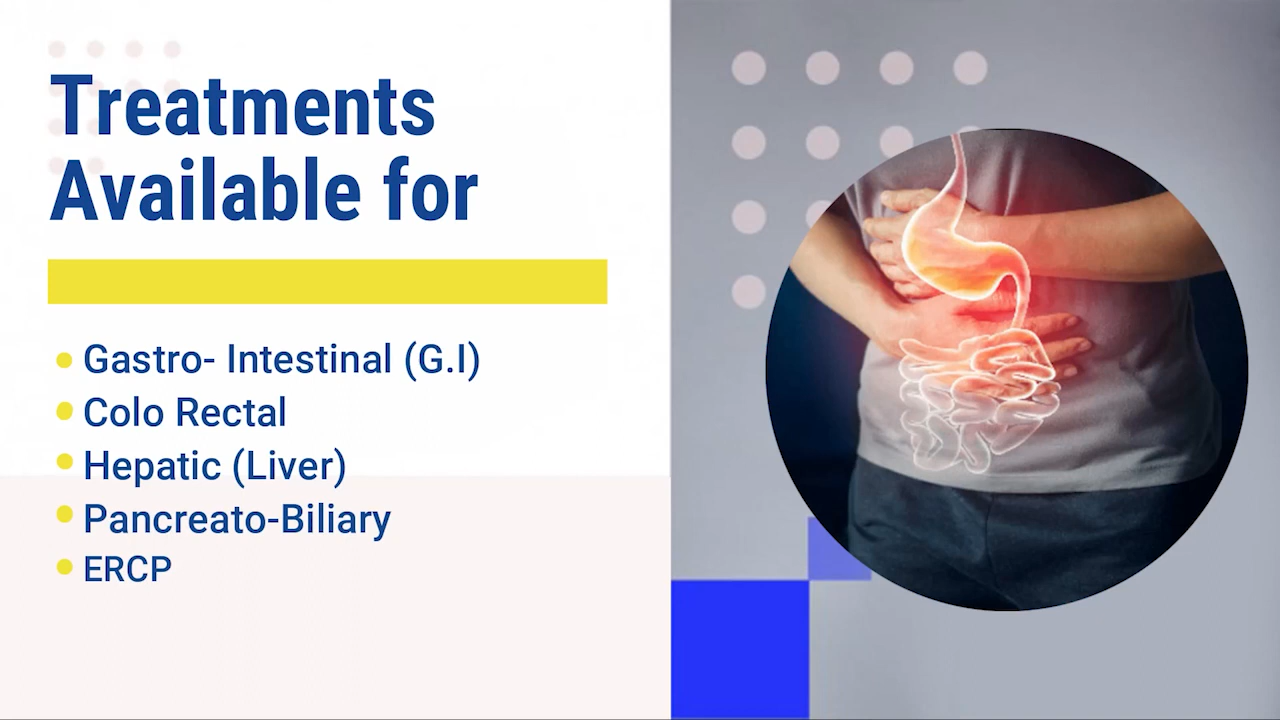 Treatments
Available for
Gastro- Intestinal (G.I)
Colo Rectal
Hepatic (Liver)
Pancreato-Biliary
ERCP